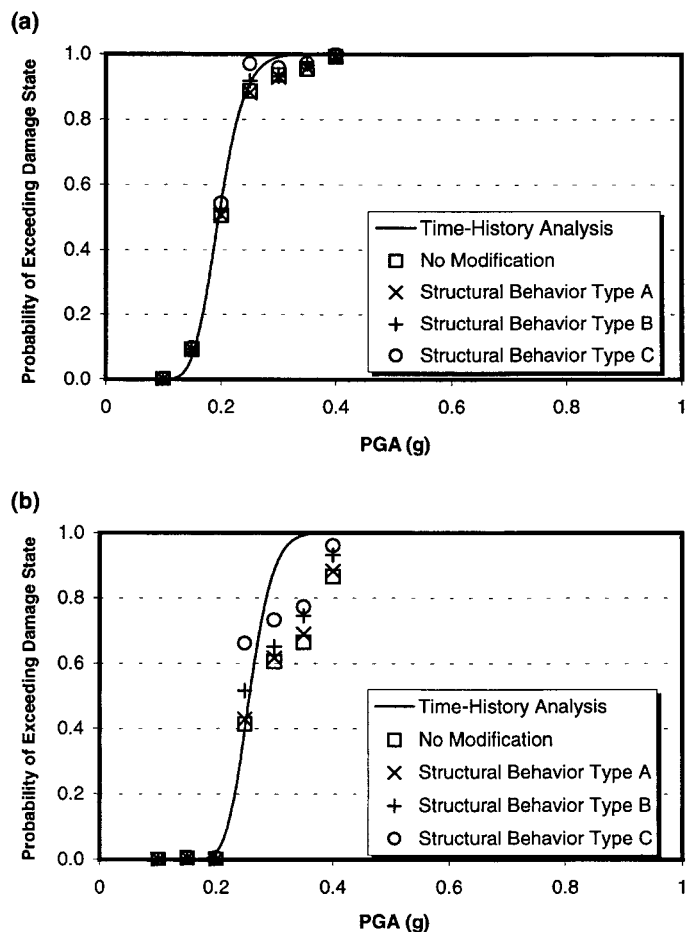 (a)
Probability of Exceeding Damage State
1.0
0.8
0.6
0.4
0.2
0.0
Time-History Analysis
No Modification
Structural Behavior Type A
Structural Behavior Type B
Structural Behavior Type C
0 0.2 0.4 0.6 0.8 1
PGA (g)
(b)
Probability of Exceeding Damage State
1.0
0.8
0.6
0.4
0.2
0.0
Time-History Analysis
No Modification
Structural Behavior Type A
Structural Behavior Type B
Structural Behavior Type C
0 0.2 0.4 0.6 0.8 1
PGA (g)